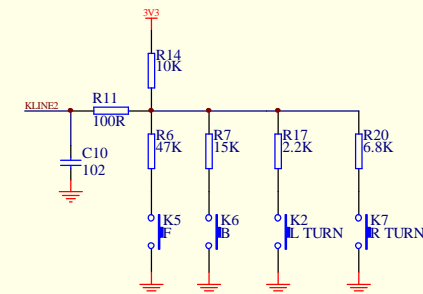 3V3
R14
10K
KLINE2
R11
100R
C10
102
R6
47K
R7
15K
R17
2.2K
R20
6.8K
K5
F
K6
B
K2
L TURN
K7
R TURN